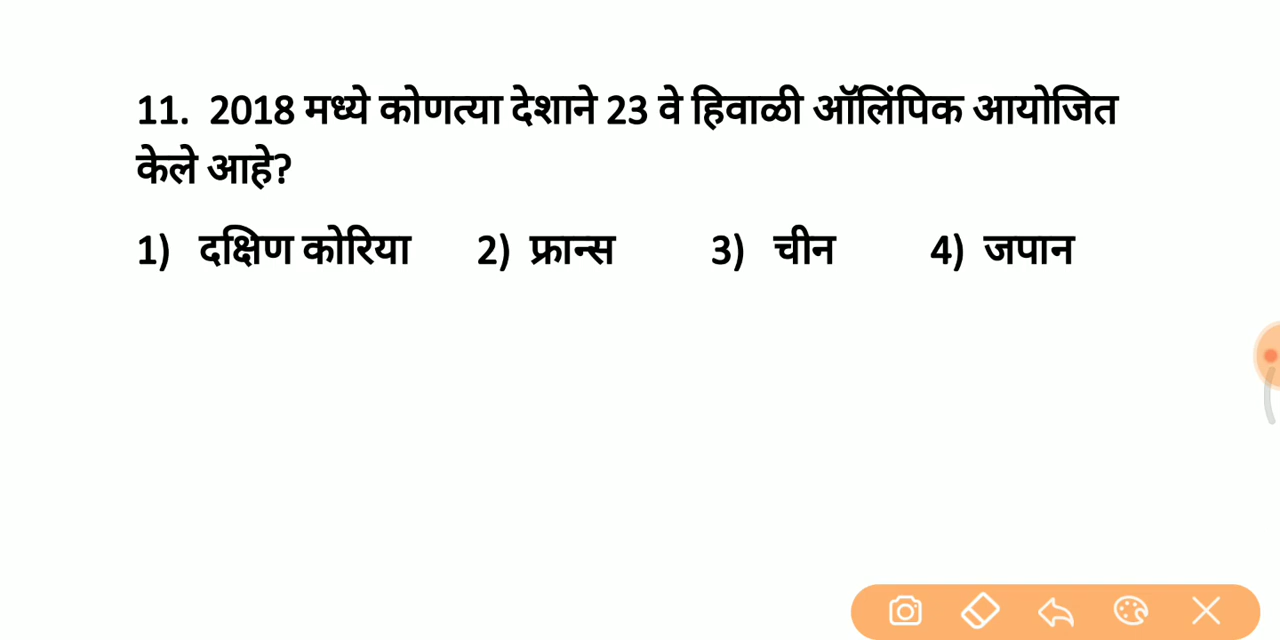 11. 2018 मध्ये कोणत्या देशाने 23 वे हिवाळी ऑलिंपिक आयोजित
केले आहे?
1) दक्षिण कोरिया 2) फ्रान्स 3) चीन 4) जपान